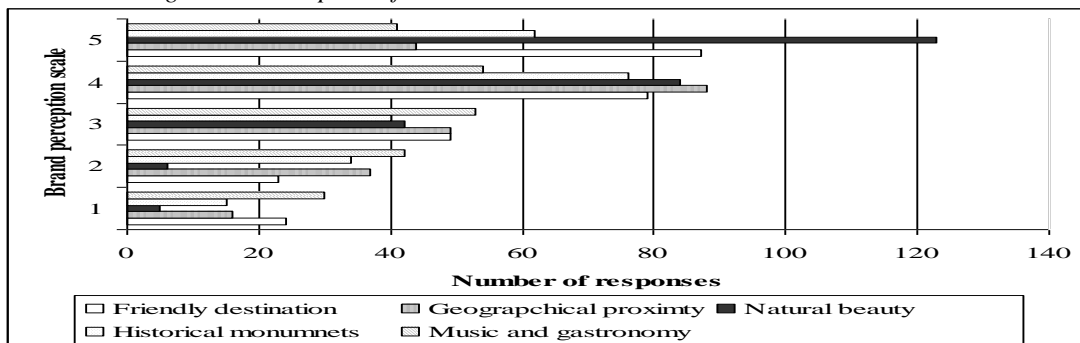 Brand perception scale
5
4
3
2
1
0 20 40 60 80 100 120 140
Number of responses
Friendly destination Geograpchical proximty Natural beauty
Historical monumnets Music and gastronomy